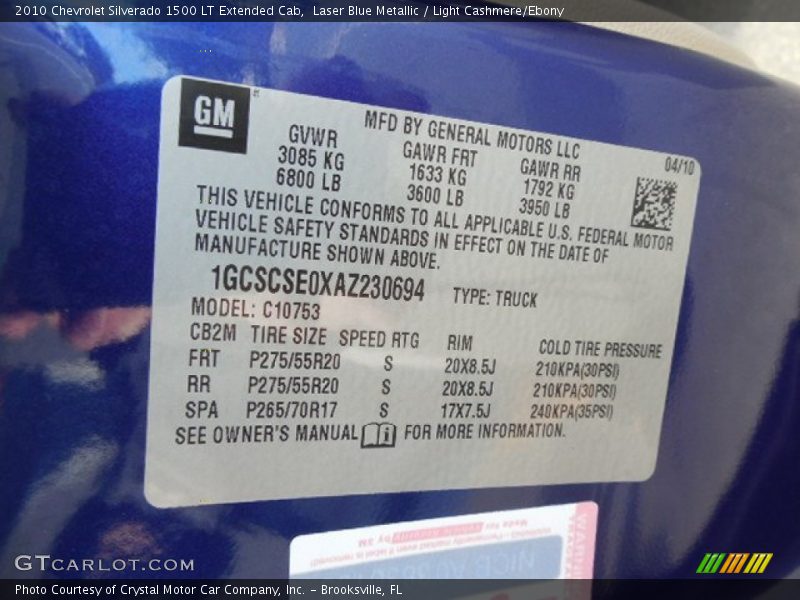 2010 Chevrolet Silverado 1500 LT Extended Cab,  Laser Blue Metallic / Light Cashmere/Ebony
GM
MFD BY GENERAL MOTORS LLC
04/10
GVWR GAWR FRT GAWR RR
3085 KG 1633 KG 1792 KG
6800 LB 3600 LB 3950 LB
THIS VEHICLE CONFORMS TO ALL APPLICABLE U.S. FEDERAL MOTOR
VEHICLE SAFETY STANDARDS IN EFFECT ON THE DATE OF
MANUFACTURE SHOWN ABOVE.
1GCSCSE0XAZ230694 TYPE: TRUCK
MODEL: C10753
CB2M TIRE SIZE SPEED RTG RIM COLD TIRE PRESSURE
FRT P275/55R20 S 20X8.5J 210KPA(30PSI)
RR P275/55R20 S 20X8.5J 210KPA(30PSI)
SPA P265/70R17 S 17X7.5J 240KPA(35PSI)
SEE OWNER'S MANUAL FOR MORE INFORMATION.
Made for by 3M
GTCARLOT.COM
Photo Courtesy of Crystal Motor Car Company, Inc. - Brooksville, FL